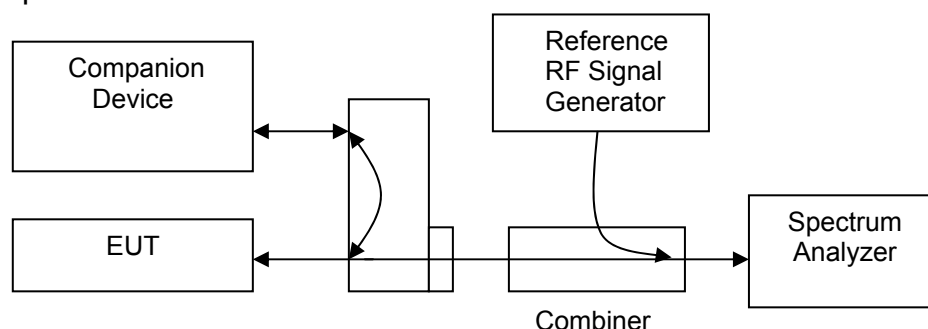 Companion
Device
Reference
RF Signal
Generator
EUT
Spectrum
Analyzer
Combiner